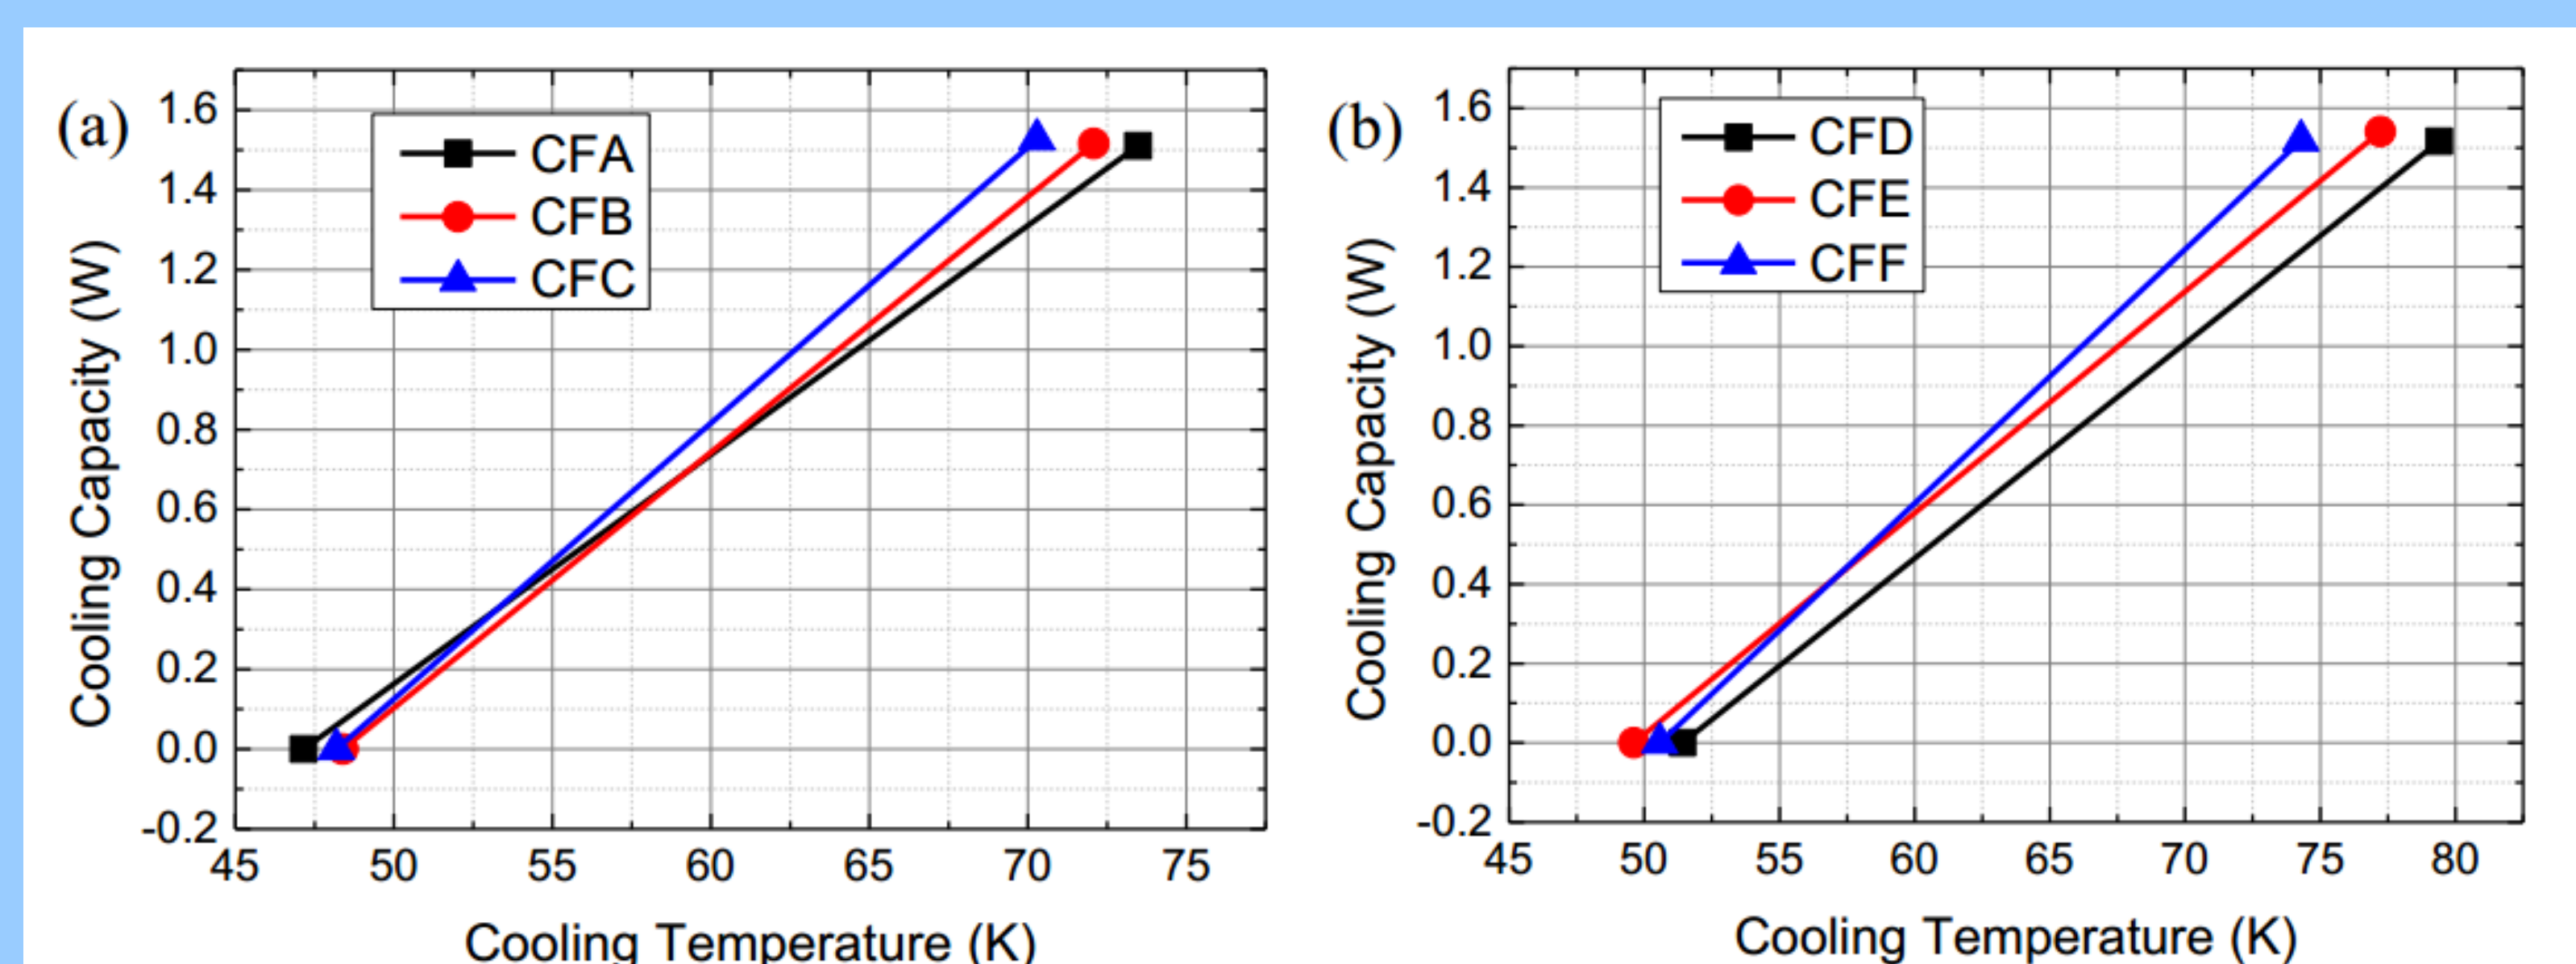 (a)
1.6
1.4
1.2
1.0
0.8
0.6
0.4
0.2
0.0
-0.2
CFA
CFB
CFC
Cooling Capacity (W)
45 50 55 60 65 70 75
Cooling Temperature (K)
(b)
1.6
1.4
1.2
1.0
0.8
0.6
0.4
0.2
0.0
-0.2
CFD
CFE
CFF
Cooling Capacity (W)
45 50 55 60 65 70 75 80
Cooling Temperature (K)